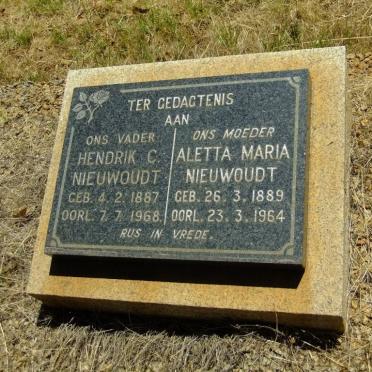 TER GEDAGTENIS
AAN
ONS VADER
HENDRIK C.
NIEUWOUDT
GEB. 4. 2. 1887
OORL. 7. 7. 1968.
ONS MOEDER
ALETTA MARIA
NIEUWOUDT
GEB. 26. 3. 1889
OORL. 23. 3. 1964
RUS IN VREDE.